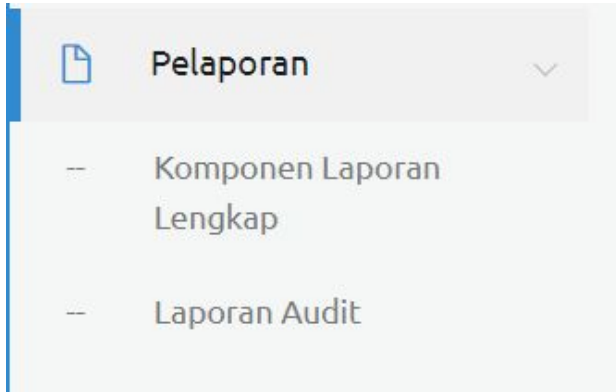 Pelaporan
-- Komponen Laporan
Lengkap
-- Laporan Audit